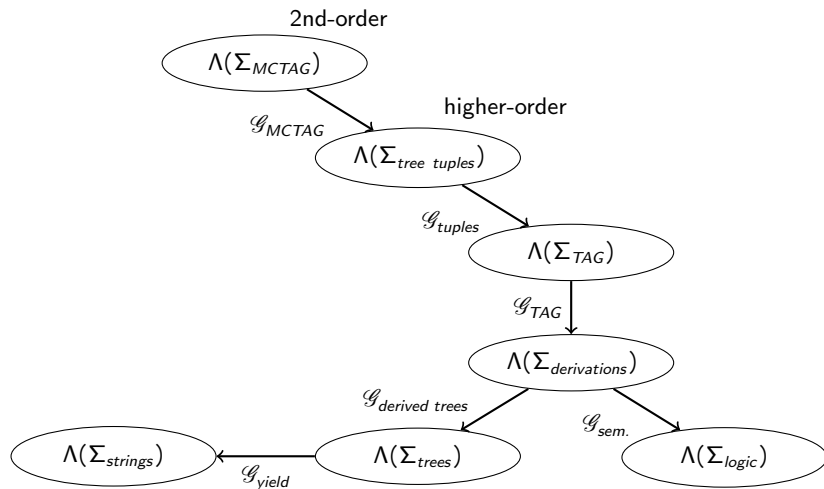 2nd-order
Λ(Σ_MCTAG)
higher-order
𝒢_MCTAG
Λ(Σ_tree tuples)
𝒢_tuples
Λ(Σ_TAG)
𝒢_TAG
Λ(Σ_derivations)
𝒢_derived trees
𝒢_sem.
Λ(Σ_strings)
𝒢_yield
Λ(Σ_trees)
Λ(Σ_logic)